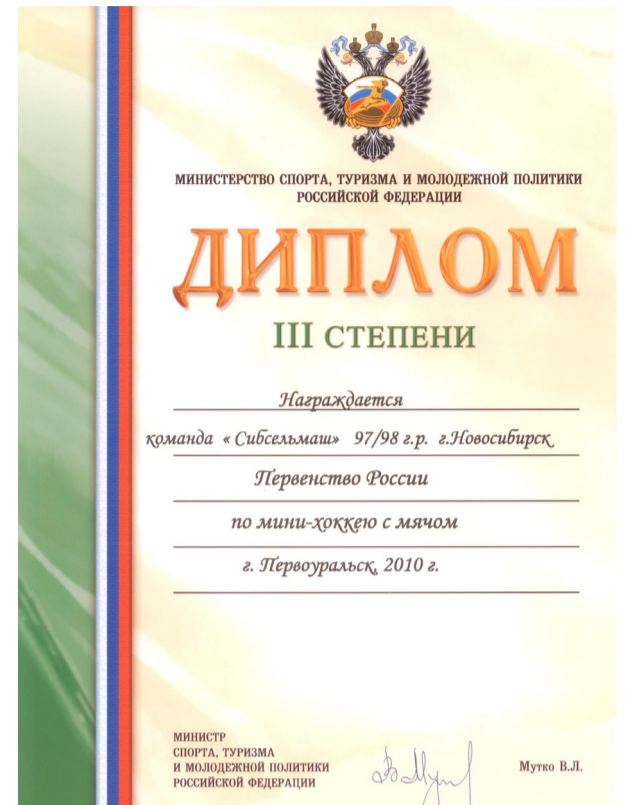 МИНИСТЕРСТВО СПОРТА, ТУРИЗМА И МОЛОДЕЖНОЙ ПОЛИТИКИ
РОССИЙСКОЙ ФЕДЕРАЦИИ
ДИПЛОМ
III СТЕПЕНИ
Награждается
команда « Сибсельмаш» 97/98 г.р. г.Новосибирск
Первенство России
по мини-хоккею с мячом
г. Первоуральск, 2010 г.
МИНИСТР
СПОРТА, ТУРИЗМА
И МОЛОДЕЖНОЙ ПОЛИТИКИ
РОССИЙСКОЙ ФЕДЕРАЦИИ
Мутко В.Л.